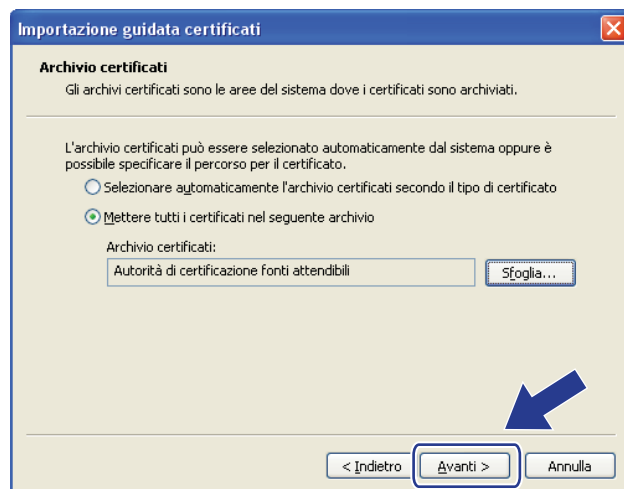 Importazione guidata certificati
Archivio certificati
Gli archivi certificati sono le aree del sistema dove i certificati sono archiviati.
L'archivio certificati può essere selezionato automaticamente dal sistema oppure è
possibile specificare il percorso per il certificato.
Selezionare automaticamente l'archivio certificati secondo il tipo di certificato
Mettere tutti i certificati nel seguente archivio
Archivio certificati:
Autorità di certificazione fonti attendibili
Sfoglia...
< Indietro
Avanti >
Annulla